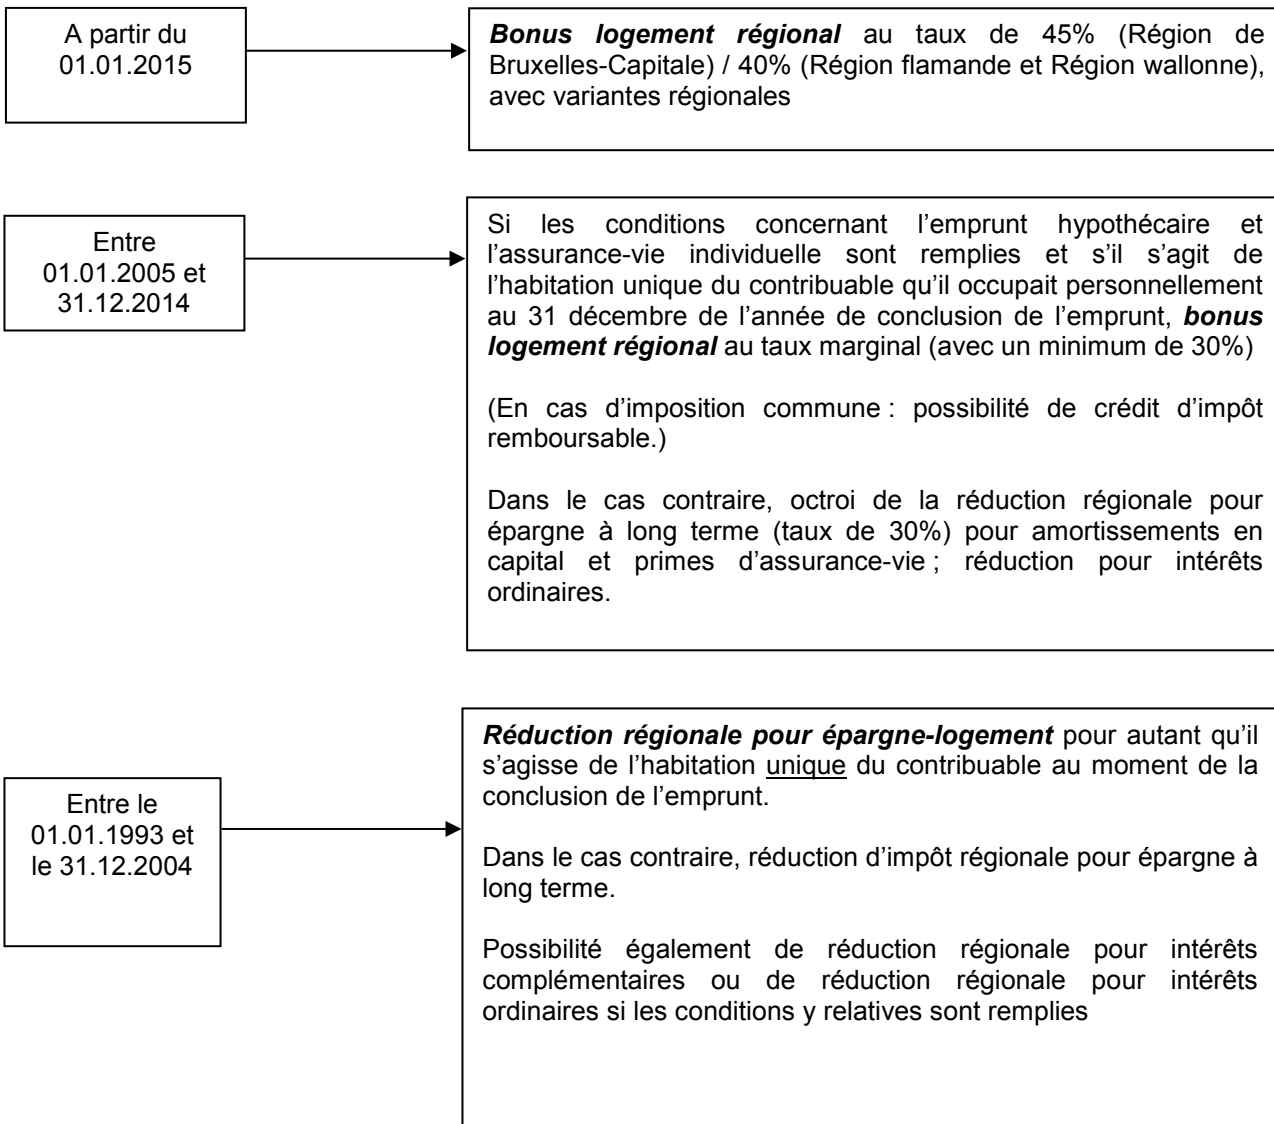 A partir du
01.01.2015
Bonus logement régional au taux de 45% (Région de
Bruxelles-Capitale) / 40% (Région flamande et Région wallonne),
avec variantes régionales
Entre
01.01.2005 et
31.12.2014
Si les conditions concernant l’emprunt hypothécaire et
l’assurance-vie individuelle sont remplies et s’il s’agit de
l’habitation unique du contribuable qu’il occupait personnellement
au 31 décembre de l’année de conclusion de l’emprunt, bonus
logement régional au taux marginal (avec un minimum de 30%)
(En cas d’imposition commune : possibilité de crédit d’impôt
remboursable.)
Dans le cas contraire, octroi de la réduction régionale pour
épargne à long terme (taux de 30%) pour amortissements en
capital et primes d’assurance-vie ; réduction pour intérêts
ordinaires.
Entre le
01.01.1993 et
le 31.12.2004
Réduction régionale pour épargne-logement pour autant qu’il
s’agisse de l’habitation unique du contribuable au moment de la
conclusion de l’emprunt.
Dans le cas contraire, réduction d’impôt régionale pour épargne à
long terme.
Possibilité également de réduction régionale pour intérêts
complémentaires ou de réduction régionale pour intérêts
ordinaires si les conditions y relatives sont remplies